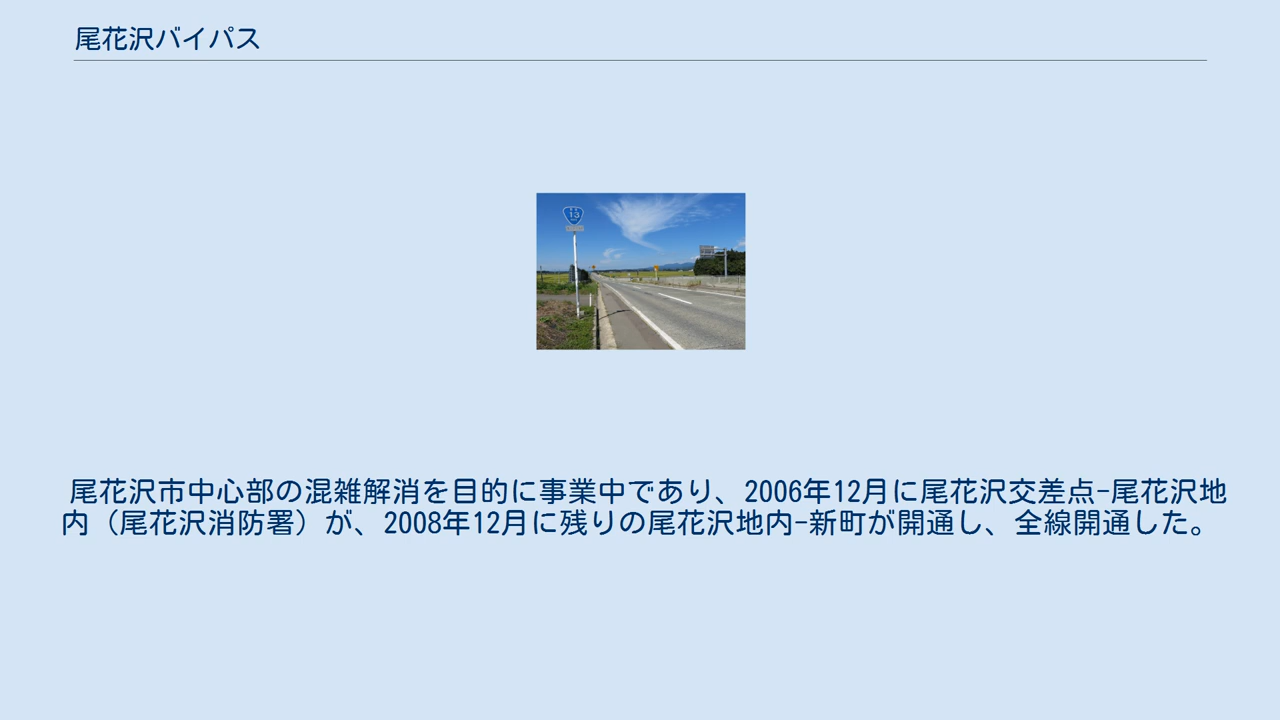 尾花沢バイパス
13
尾花沢市中心部の混雑解消を目的に事業中であり、2006年12月に尾花沢交差点-尾花沢地
内（尾花沢消防署）が、2008年12月に残りの尾花沢地内-新町が開通し、全線開通した。